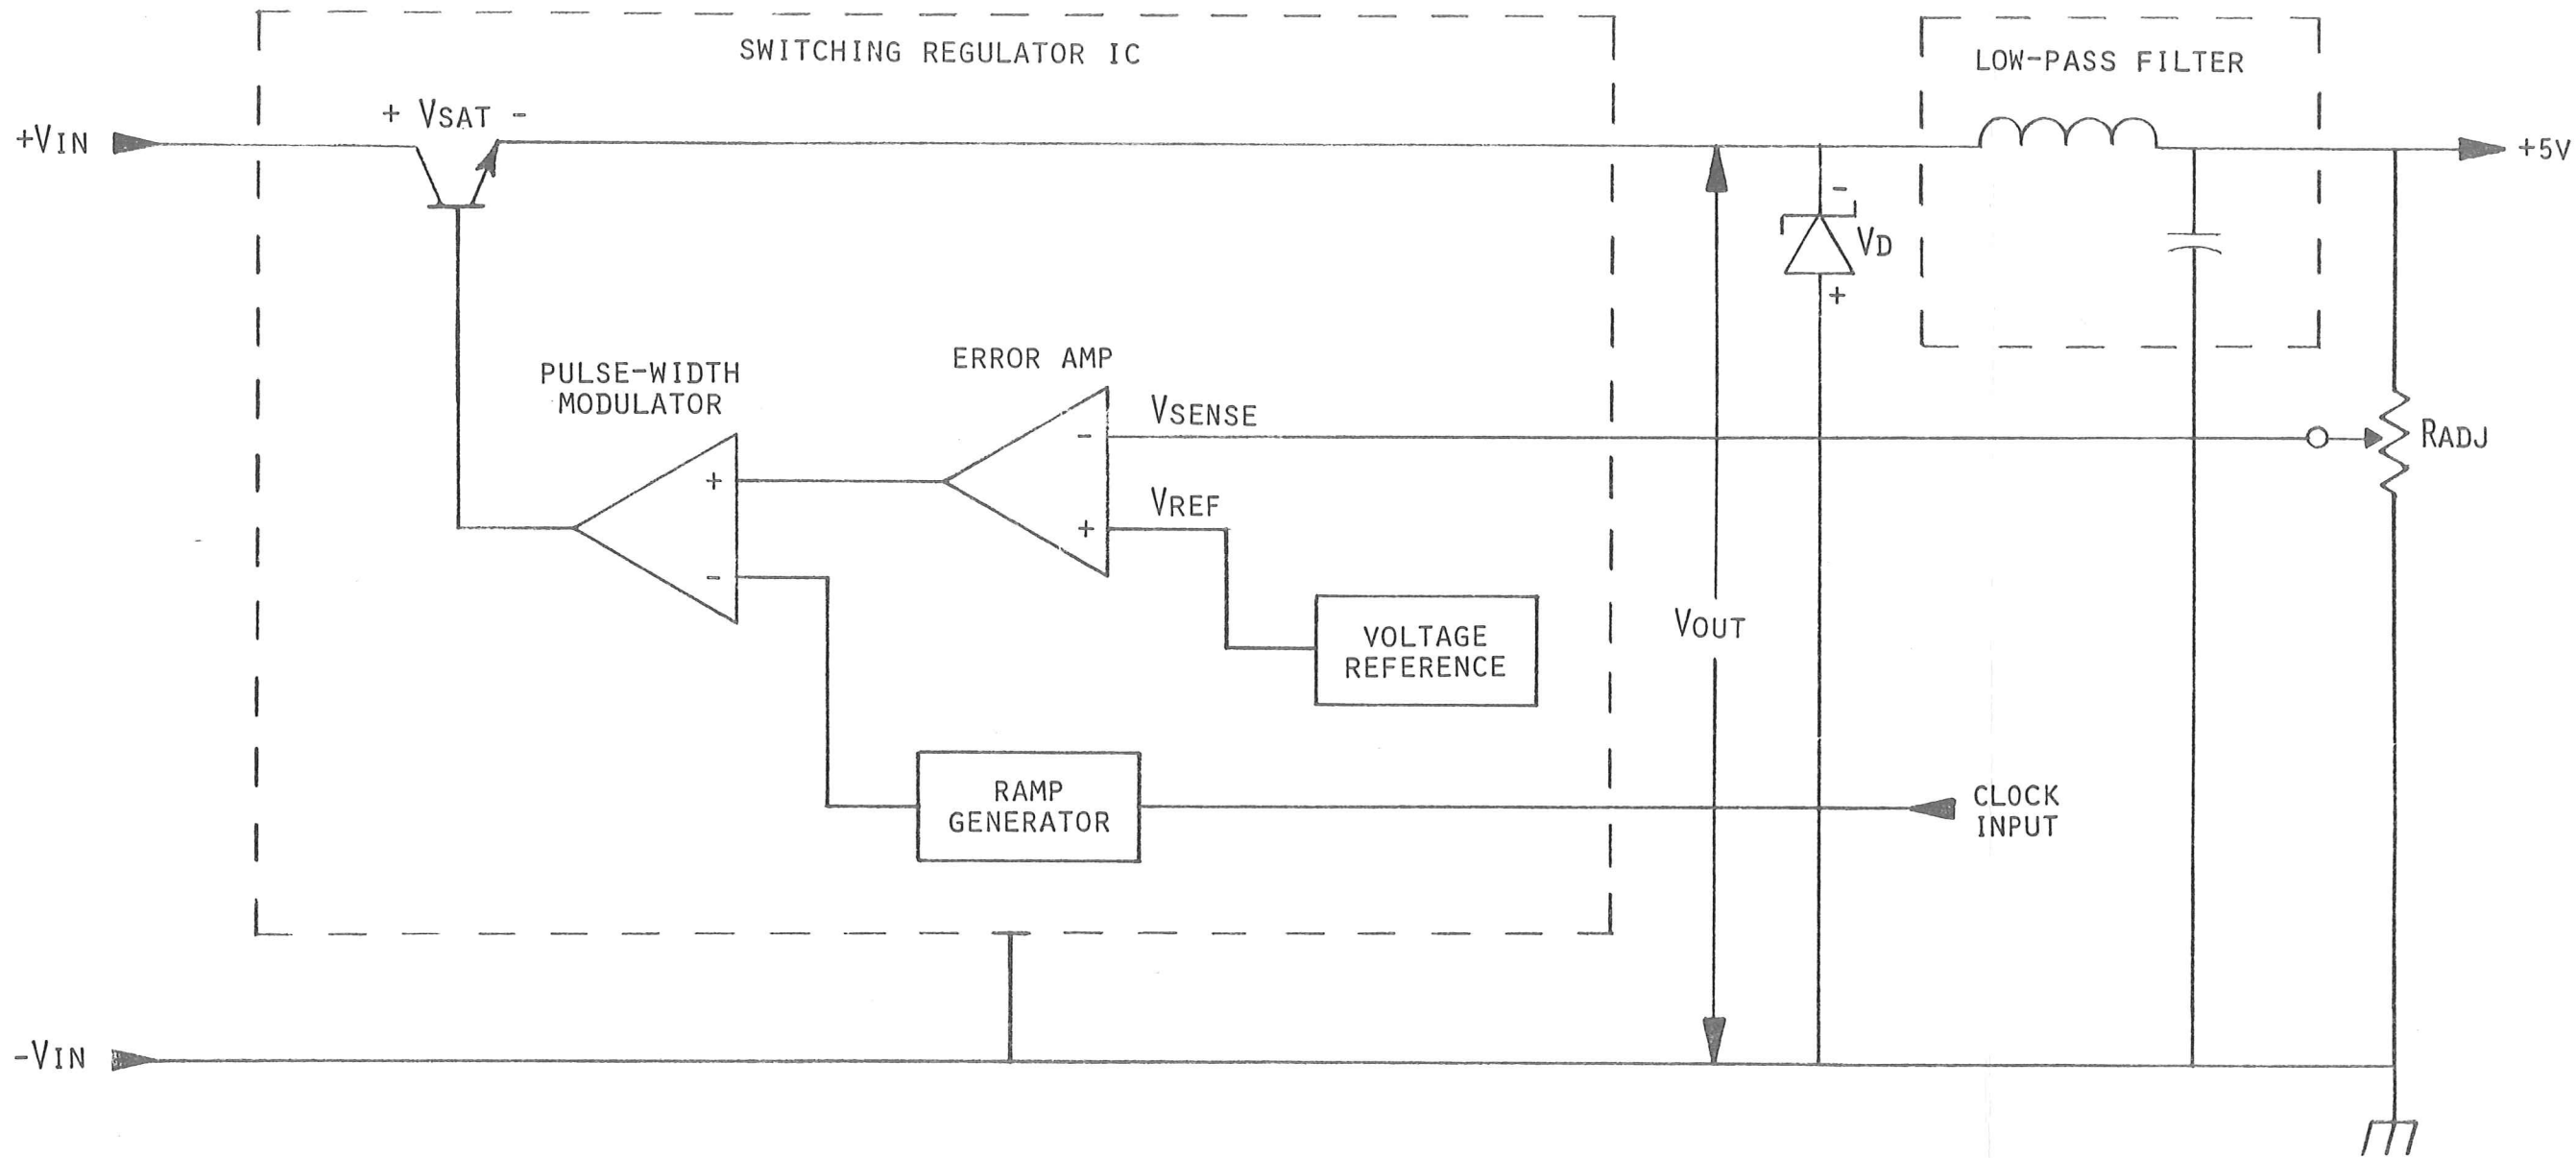 SWITCHING REGULATOR IC
LOW-PASS FILTER
+ VSAT -
+VIN
+5V
-
VD
+
ERROR AMP
PULSE-WIDTH
MODULATOR
VSENSE
-
RADJ
+
VREF
+
-
VOUT
VOLTAGE
REFERENCE
RAMP
GENERATOR
CLOCK
INPUT
-VIN